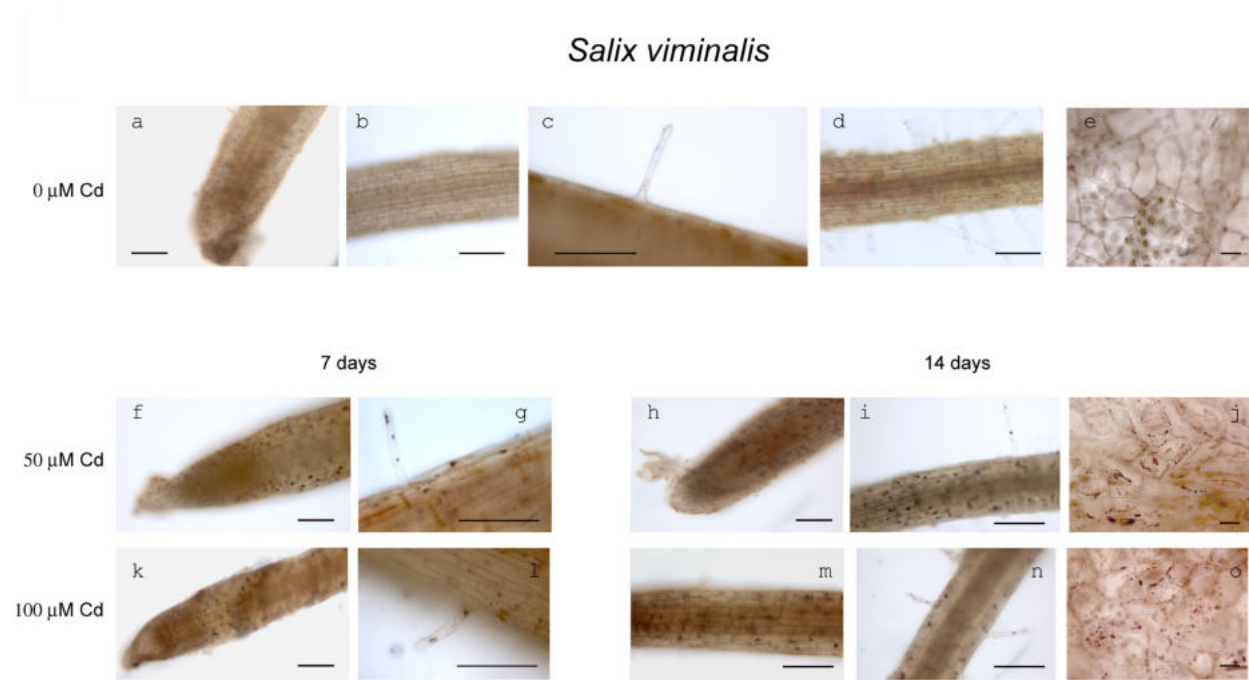 Salix viminalis
a b c d e
0 μM Cd
7 days 14 days
f g h i j
50 μM Cd
k l m n o
100 μM Cd